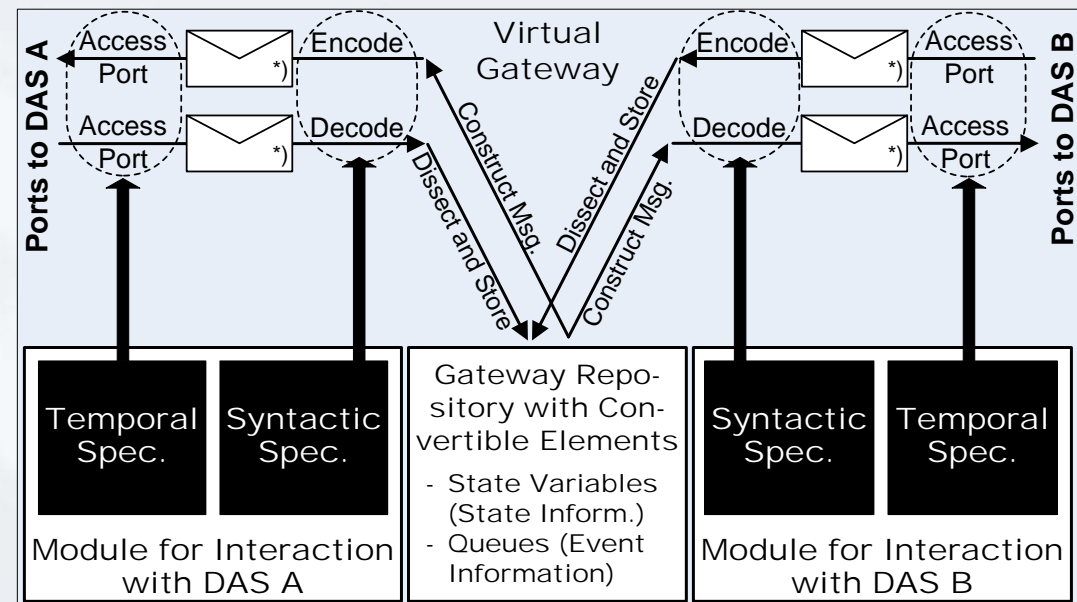 Ports to DAS A
Access
Port
*)
Encode
Access
Port
*)
Decode
Virtual
Gateway
Encode
*)
Access
Port
Decode
*)
Access
Port
Ports to DAS B
Dissect and Store
Construct Msg.
Dissect and Store
Construct Msg.
Temporal
Spec.
Syntactic
Spec.
Module for Interaction
with DAS A
Gateway Repo-
sitory with Con-
vertible Elements
- State Variables
(State Inform.)
- Queues (Event
Information)
Syntactic
Spec.
Temporal
Spec.
Module for Interaction
with DAS B